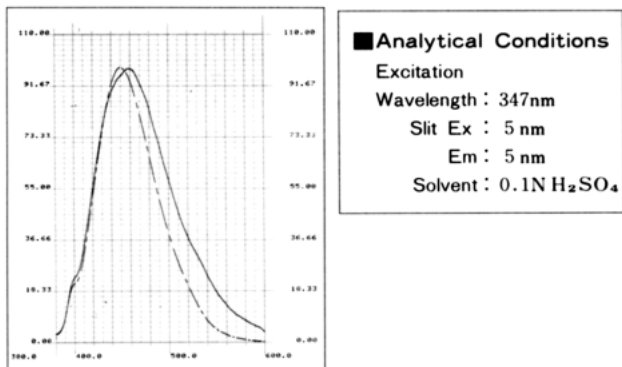 110.00 110.00
91.67 91.67
73.33 73.33
55.00 55.00
36.66 36.66
18.33 18.33
0.00 0.00
300.0 400.0 500.0 600.0
■Analytical Conditions
Excitation
Wavelength : 347nm
Slit Ex : 5 nm
Em : 5 nm
Solvent : 0.1N H₂SO₄